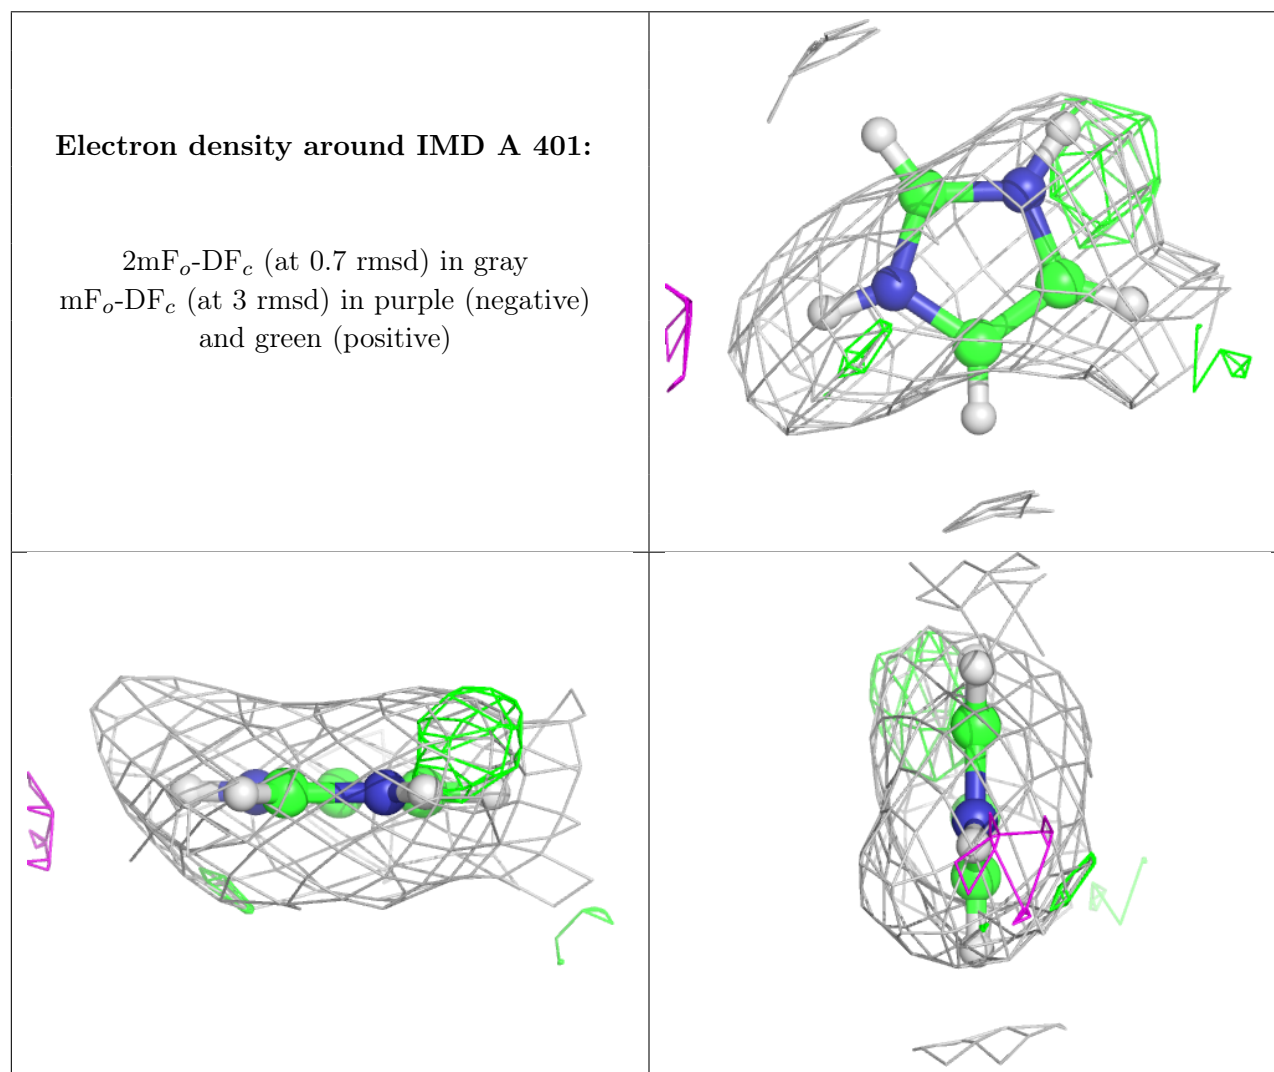 Electron density around IMD A 401:
2mFo-DFc (at 0.7 rmsd) in gray
mFo-DFc (at 3 rmsd) in purple (negative)
and green (positive)